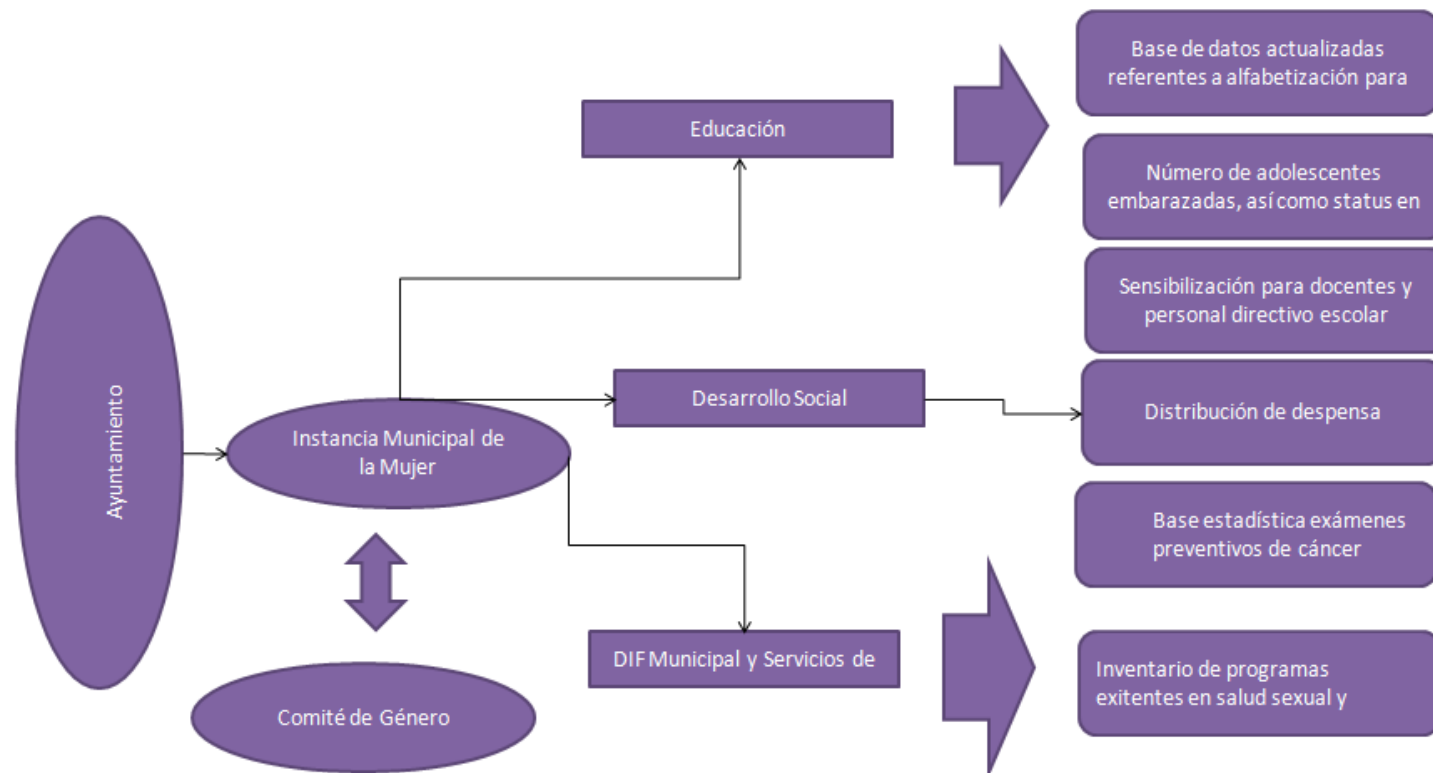 Ayuntamiento
Instancia Municipal de
la Mujer
Comité de Género
Educación
Desarrollo Social
DIF Municipal y Servicios de
Base de datos actualizadas
referentes a alfabetización para
Número de adolescentes
embarazadas, así como status en
Sensibilización para docentes y
personal directivo escolar
Distribución de despensa
Base estadística exámenes
preventivos de cáncer
Inventario de programas
exitentes en salud sexual y